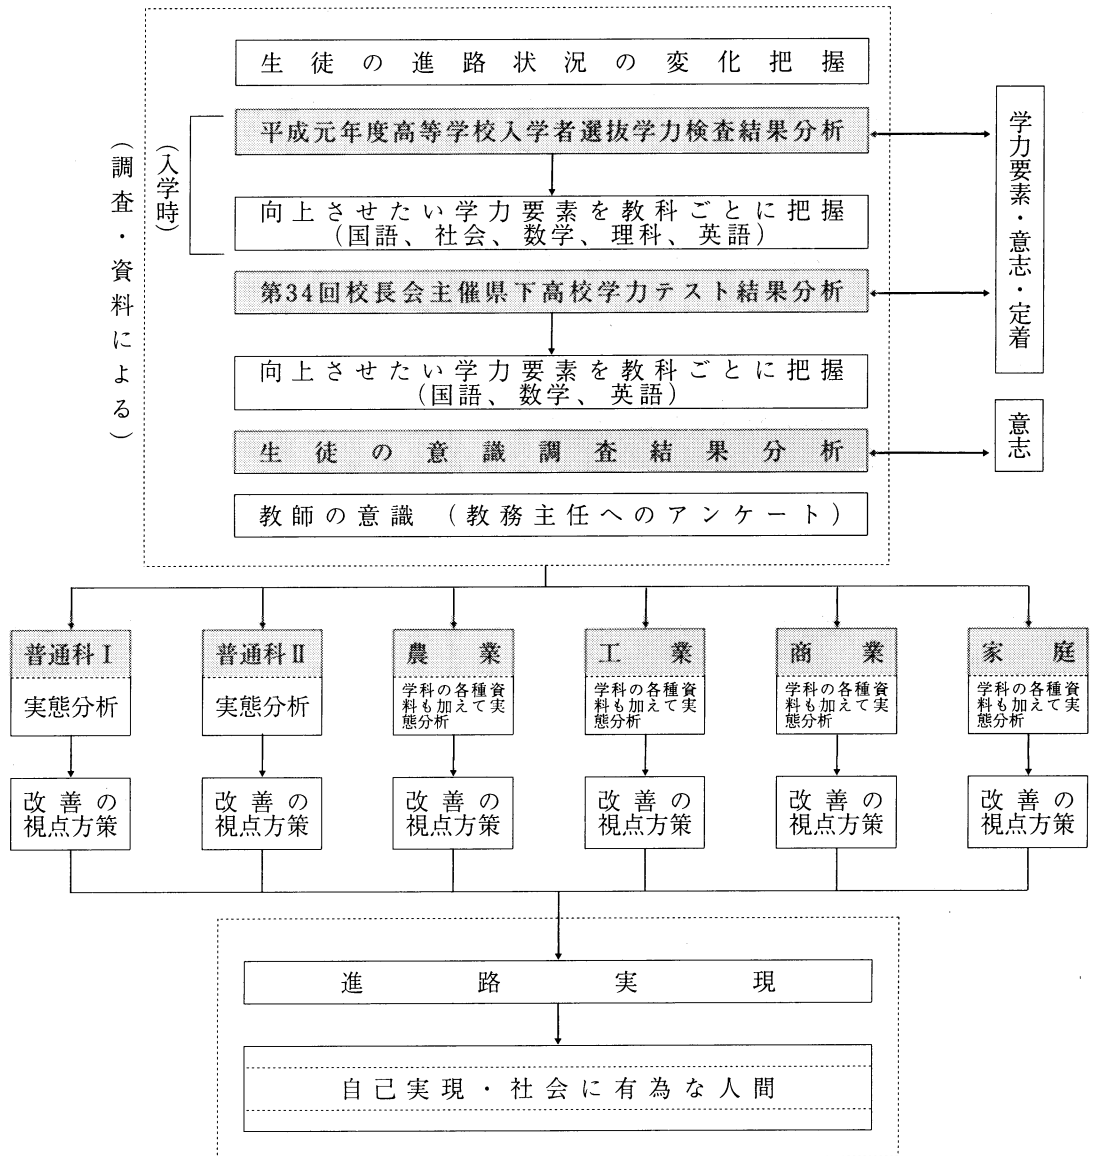 生徒の進路状況の変化把握
平成元年度高等学校入学者選抜学力検査結果分析
向上させたい学力要素を教科ごとに把握
(国語、社会、数学、理科、英語)
第34回校長会主催県下高校学力テスト結果分析
向上させたい学力要素を教科ごとに把握
(国語、数学、英語)
生徒の意識調査結果分析
教師の意識(教務主任へのアンケート)
(調査・資料による)
(入学時)
学力要素・意志・定着
意志
普通科Ⅰ
実態分析
改善の
視点方策
普通科Ⅱ
実態分析
改善の
視点方策
農業
学科の各種資
料も加えて実
態分析
改善の
視点方策
工業
学科の各種資
料も加えて実
態分析
改善の
視点方策
商業
学科の各種資
料も加えて実
態分析
改善の
視点方策
家庭
学科の各種資
料も加えて実
態分析
改善の
視点方策
進路実現
自己実現・社会に有為な人間